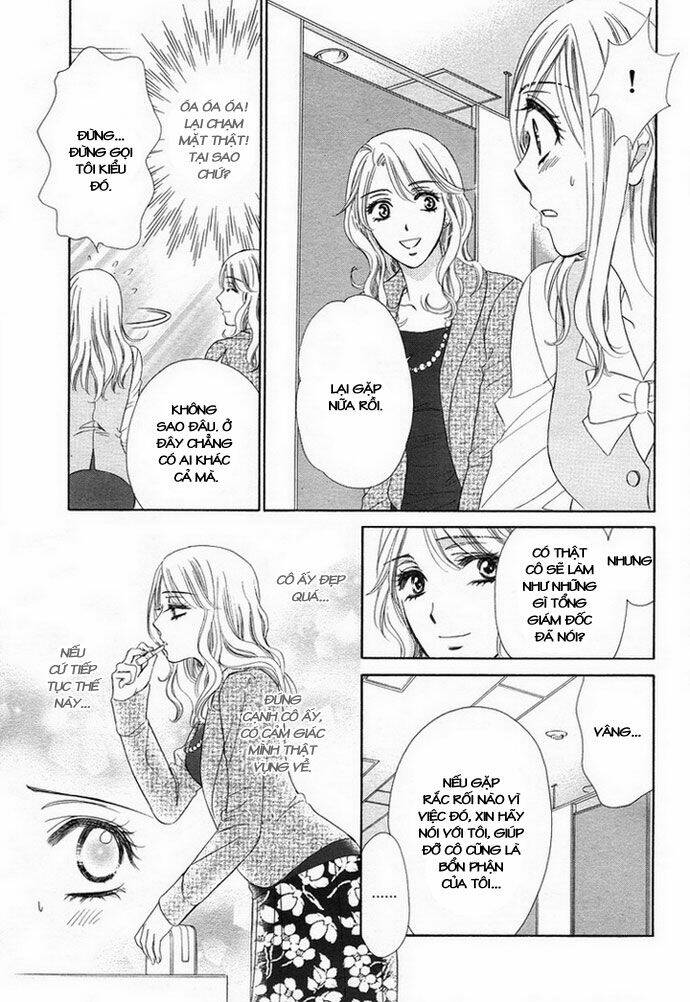 !
LẠI GẶP
NỮA RỒI.
ÓA ÓA ÓA!
LẠI CHẠM
MẶT THẬT!
TẠI SAO
CHỨ?
ĐỪNG...
ĐỪNG GỌI
TÔI KIỂU
ĐÓ.
KHÔNG
SAO ĐÂU. Ở
ĐÂY CHẲNG
CÓ AI KHÁC
CẢ MÀ.
NHƯNG
CÓ THẬT
CÔ SẼ LÀM
NHƯ NHỮNG
GÌ TỔNG
GIÁM ĐỐC
ĐÃ NÓI?
VÂNG...
NẾU GẶP
RẮC RỐI NÀO VÌ
VIỆC ĐÓ, XIN HÃY
NÓI VỚI TÔI, GIÚP
ĐỠ CÔ CŨNG LÀ
BỔN PHẬN
CỦA TÔI...
......
CÔ ẤY ĐẸP
QUÁ...
ĐỨNG
CẠNH CÔ ẤY,
CÓ CẢM GIÁC
MÌNH THẬT
VỤNG VỀ.
NẾU
CỨ TIẾP
TỤC THẾ
NÀY...